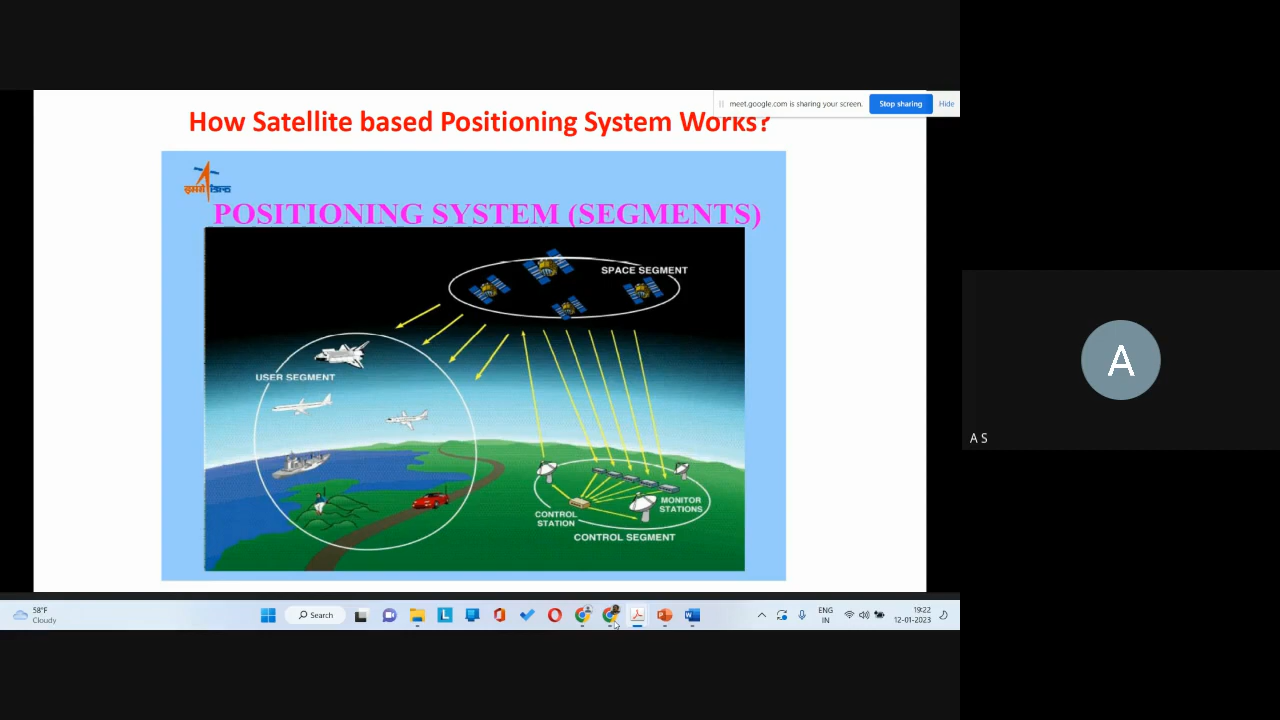 How Satellite based Positioning System Works?
meet.google.com is sharing your screen.
Stop sharing
Hide
इसरो isro
POSITIONING SYSTEM (SEGMENTS)
SPACE SEGMENT
USER SEGMENT
MONITOR
STATIONS
CONTROL
STATION
CONTROL SEGMENT
A
A S
58°F
Cloudy
Search
L
ENG
IN
19:22
12-01-2023